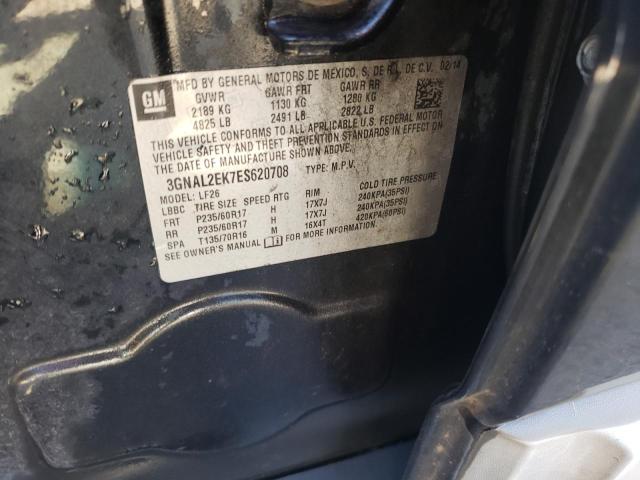 MFD BY GENERAL MOTORS DE MEXICO, S. DE R.L. DE C.V. 02/14
GM
GVWR GAWR FRT GAWR RR
2189 KG 1130 KG 1280 KG
4825 LB 2491 LB 2822 LB
THIS VEHICLE CONFORMS TO ALL APPLICABLE U.S. FEDERAL MOTOR
VEHICLE SAFETY AND THEFT PREVENTION STANDARDS IN EFFECT ON
THE DATE OF MANUFACTURE SHOWN ABOVE.
3GNAL2EK7ES620708 TYPE: M.P.V.
MODEL: LF26
LBBC TIRE SIZE SPEED RTG RIM COLD TIRE PRESSURE
FRT P235/60R17 H 17X7J 240KPA(35PSI)
RR P235/60R17 H 17X7J 240KPA(35PSI)
SPA T135/70R16 M 16X4T 420KPA(60PSI)
SEE OWNER'S MANUAL FOR MORE INFORMATION.